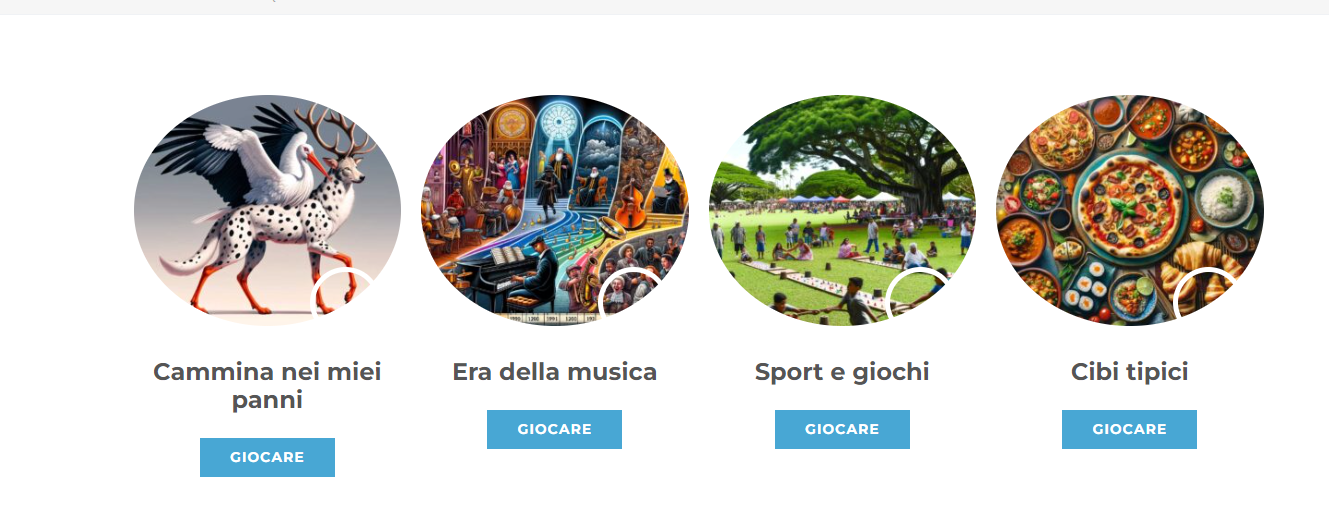 Cammina nei miei
panni
GIOCARE
Era della musica
GIOCARE
Sport e giochi
GIOCARE
Cibi tipici
GIOCARE